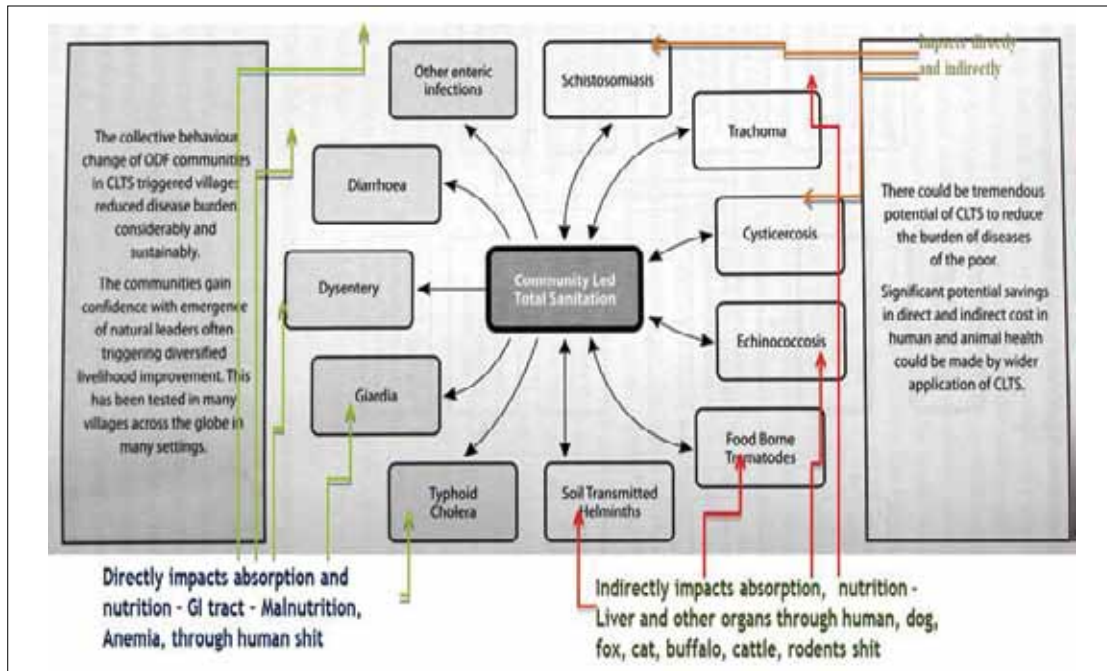 The collective behaviour
change of ODF communities
in CLTS triggered villages
reduced disease burden
considerably and
sustainably.
The communities gain
confidence with emergence
of natural leaders often
triggering diversified
livelihood improvement. This
has been tested in many
villages across the globe in
many settings.
Other enteric
infections
Diarrhoea
Dysentery
Giardia
Typhoid
Cholera
Community Led
Total Sanitation
Schistosomiasis
Trachoma
Cysticercosis
Echinococcosis
Food Borne
Trematodes
Soil Transmitted
Helminths
Impacts directly
and indirectly
There could be tremendous
potential of CLTS to reduce
the burden of diseases
of the poor.
Significant potential savings
in direct and indirect cost in
human and animal health
could be made by wider
application of CLTS.
Directly impacts absorption and
nutrition - GI tract - Malnutrition,
Anemia, through human shit
Indirectly impacts absorption, nutrition -
Liver and other organs through human, dog,
fox, cat, buffalo, cattle, rodents shit